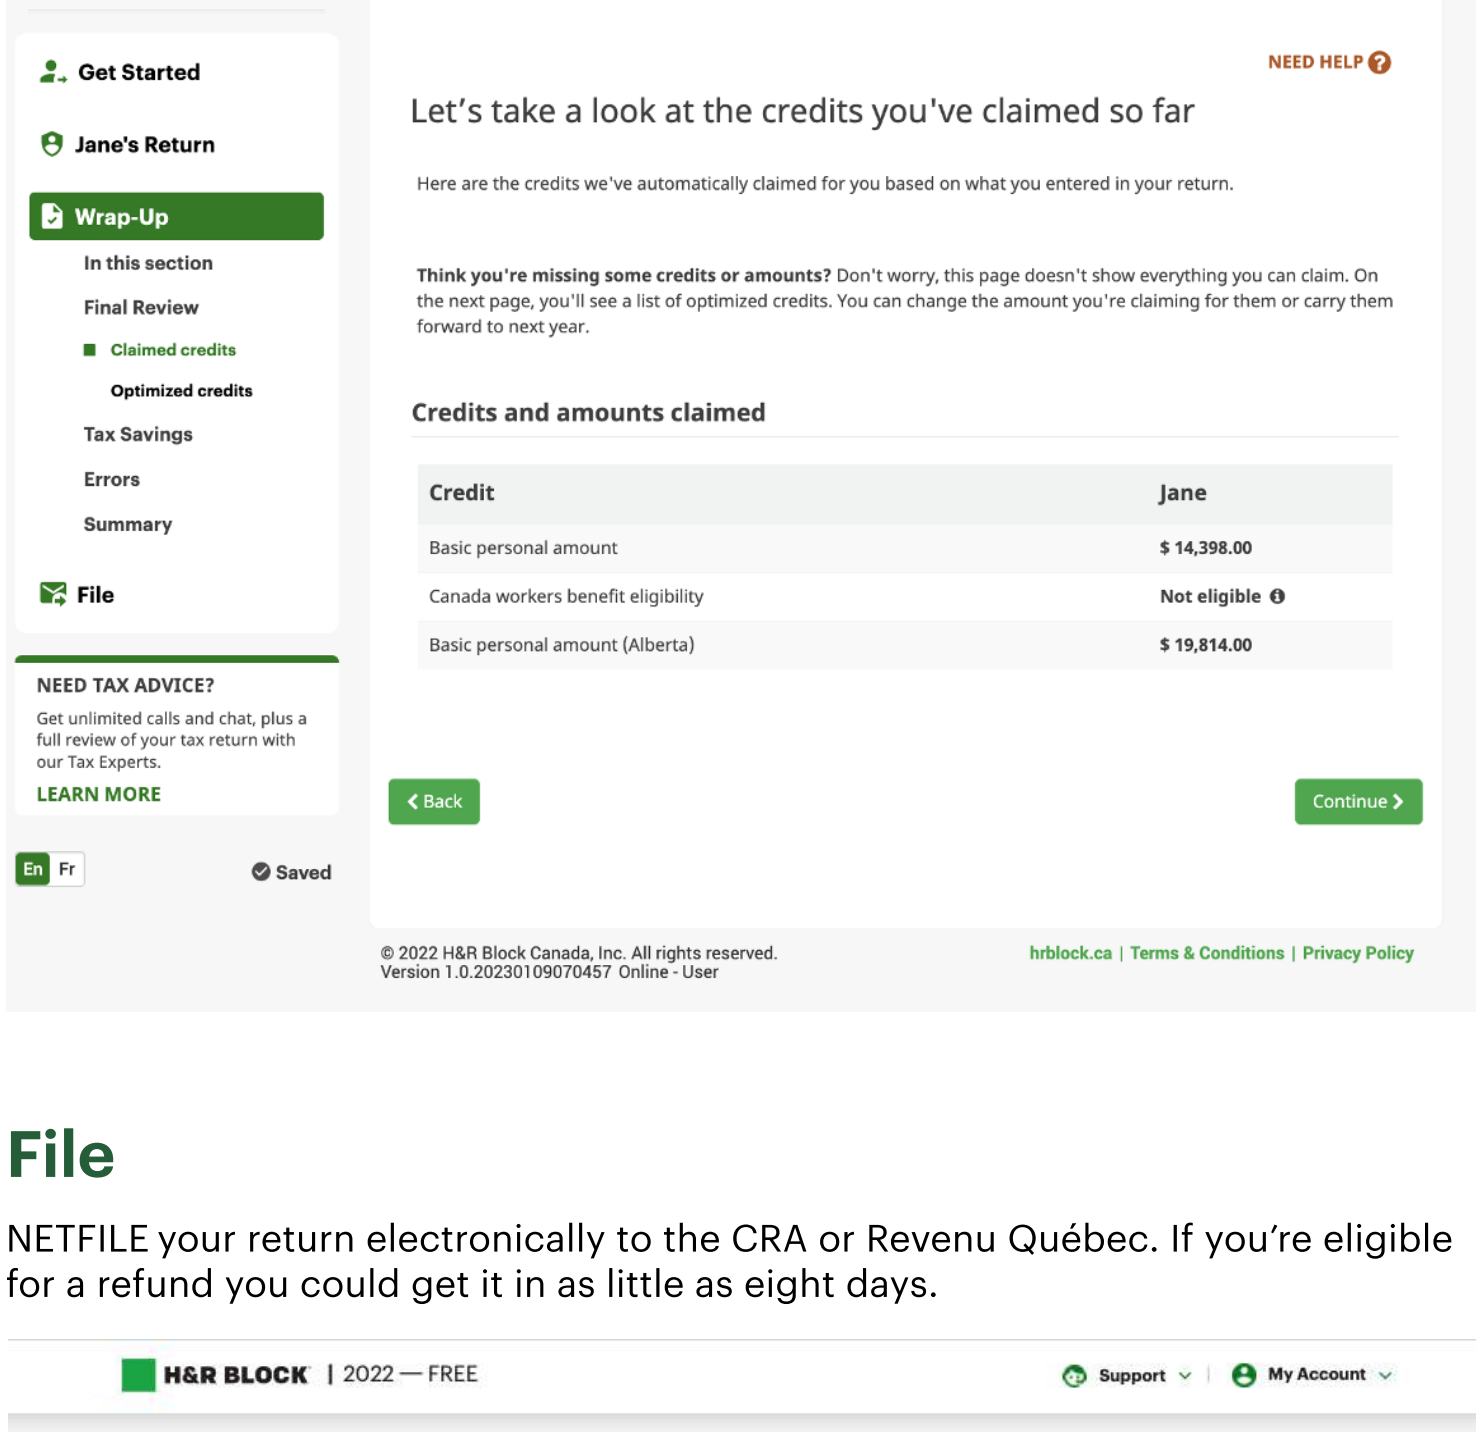 Get Started
Jane's Return
Wrap-Up
In this section
Final Review
Claimed credits
Optimized credits
Tax Savings
Errors
Summary
File
NEED TAX ADVICE?
Get unlimited calls and chat, plus a
full review of your tax return with
our Tax Experts.
LEARN MORE
En Fr
Saved
NEED HELP ?
Let’s take a look at the credits you've claimed so far
Here are the credits we've automatically claimed for you based on what you entered in your return.
Think you're missing some credits or amounts? Don't worry, this page doesn't show everything you can claim. On
the next page, you'll see a list of optimized credits. You can change the amount you're claiming for them or carry them
forward to next year.
Credits and amounts claimed
Credit Jane
Basic personal amount $ 14,398.00
Canada workers benefit eligibility Not eligible
Basic personal amount (Alberta) $ 19,814.00
Back
Continue
© 2022 H&R Block Canada, Inc. All rights reserved.
Version 1.0.20230109070457 Online - User
hrblock.ca | Terms & Conditions | Privacy Policy
File
NETFILE your return electronically to the CRA or Revenu Québec. If you’re eligible
for a refund you could get it in as little as eight days.
H&R BLOCK | 2022 — FREE
Support | My Account